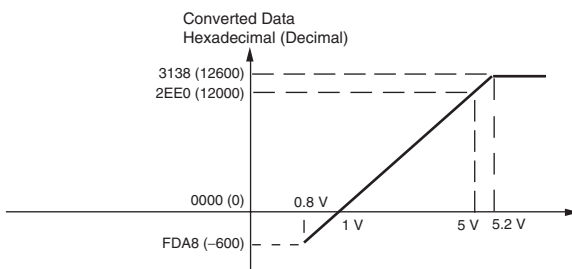 Converted Data
Hexadecimal (Decimal)
3138 (12600)
2EE0 (12000)
0000 (0)
0.8 V
1 V
5 V
5.2 V
FDA8 (−600)